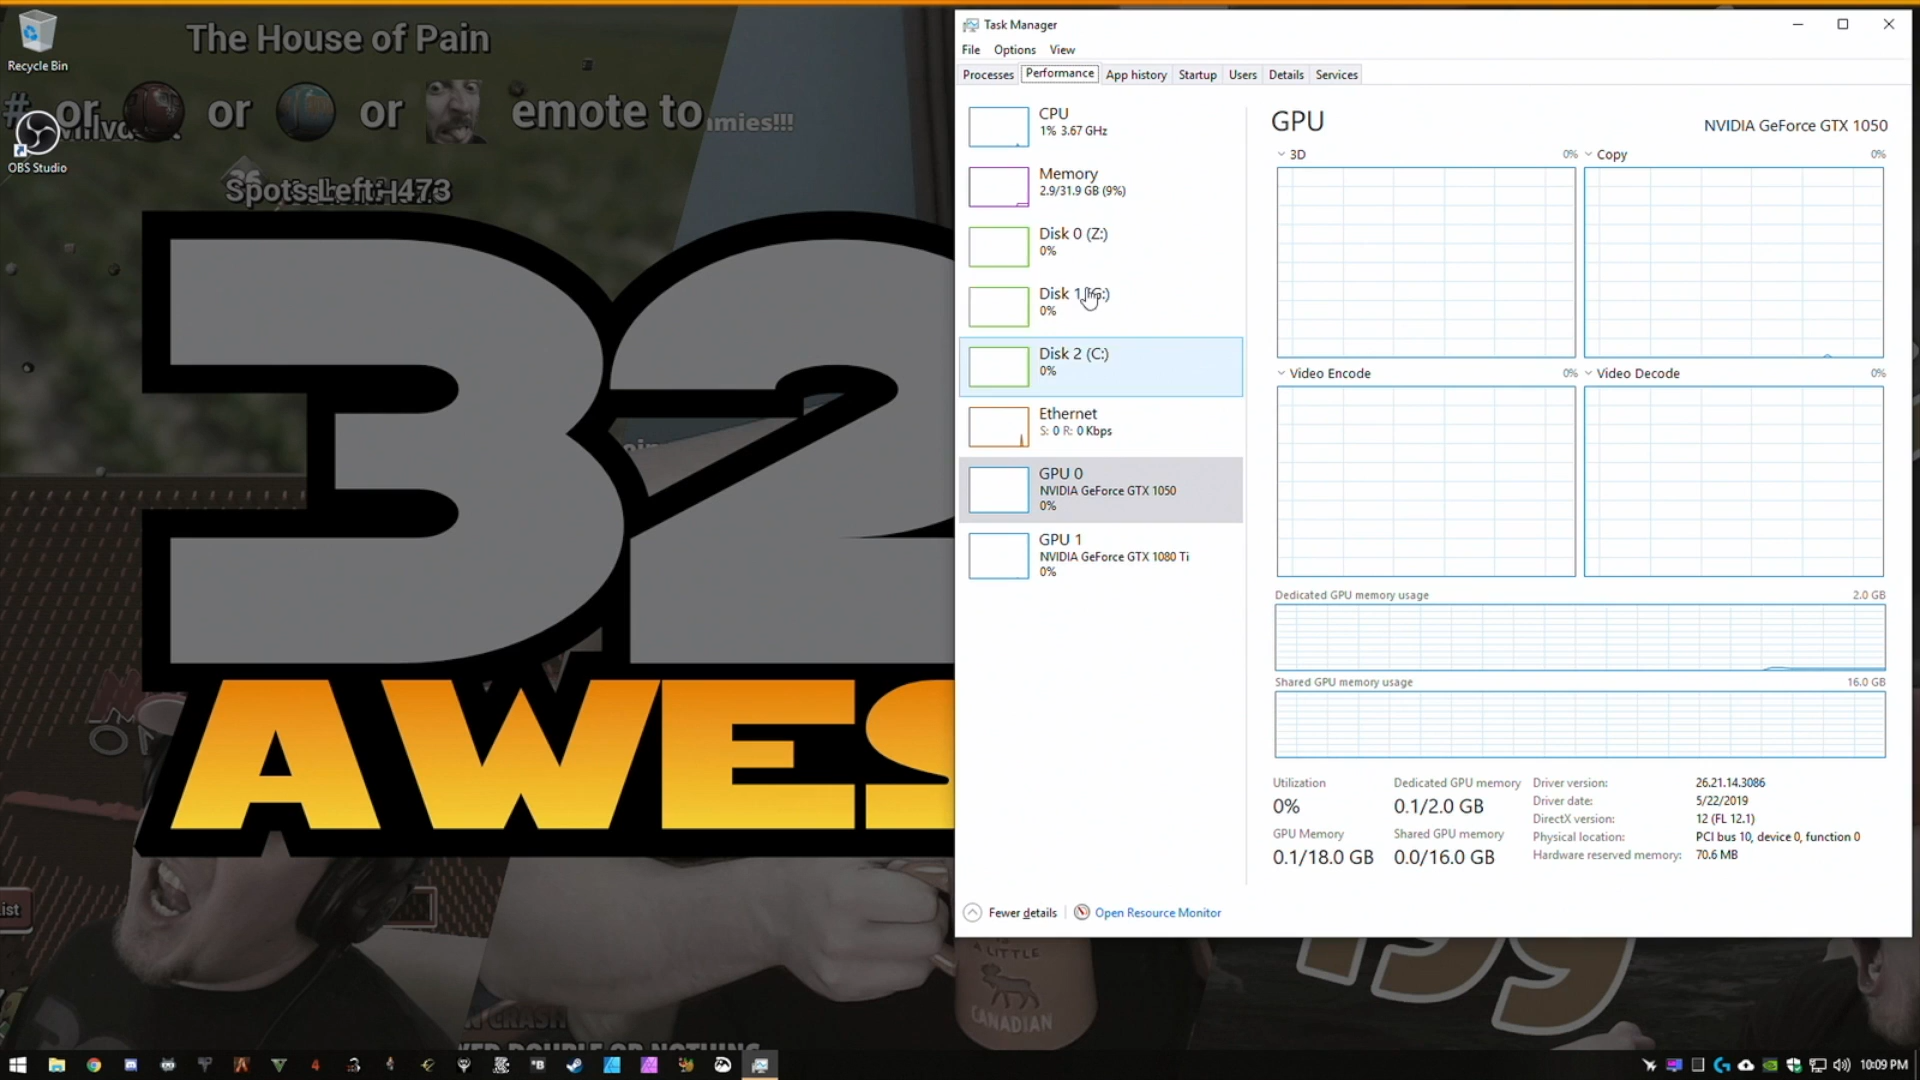 The House of Pain
Recycle Bin
# or or or emote to
mies!!!
OBS Studio
AWES
A LITTLE
CANADIAN
Task Manager
File Options View
Processes Performance App history Startup Users Details Services
CPU
1% 3.67 GHz
Memory
2.9/31.9 GB (9%)
Disk 0 (Z:)
0%
Disk 1
0%
Disk 2 (C:)
0%
Ethernet
S: 0 R: 0 Kbps
GPU 0
NVIDIA GeForce GTX 1050
0%
GPU 1
NVIDIA GeForce GTX 1080 Ti
0%
GPU
NVIDIA GeForce GTX 1050
3D 0% Copy 0%
Video Encode 0% Video Decode 0%
Dedicated GPU memory usage 2.0 GB
Shared GPU memory usage 16.0 GB
Utilization
0%
GPU Memory
0.1/18.0 GB
Dedicated GPU memory
0.1/2.0 GB
Shared GPU memory
0.0/16.0 GB
Driver version: 26.21.14.3086
Driver date: 5/22/2019
DirectX version: 12 (FL 12.1)
Physical location: PCI bus 10, device 0, function 0
Hardware reserved memory: 70.6 MB
Fewer details Open Resource Monitor
10:09 PM